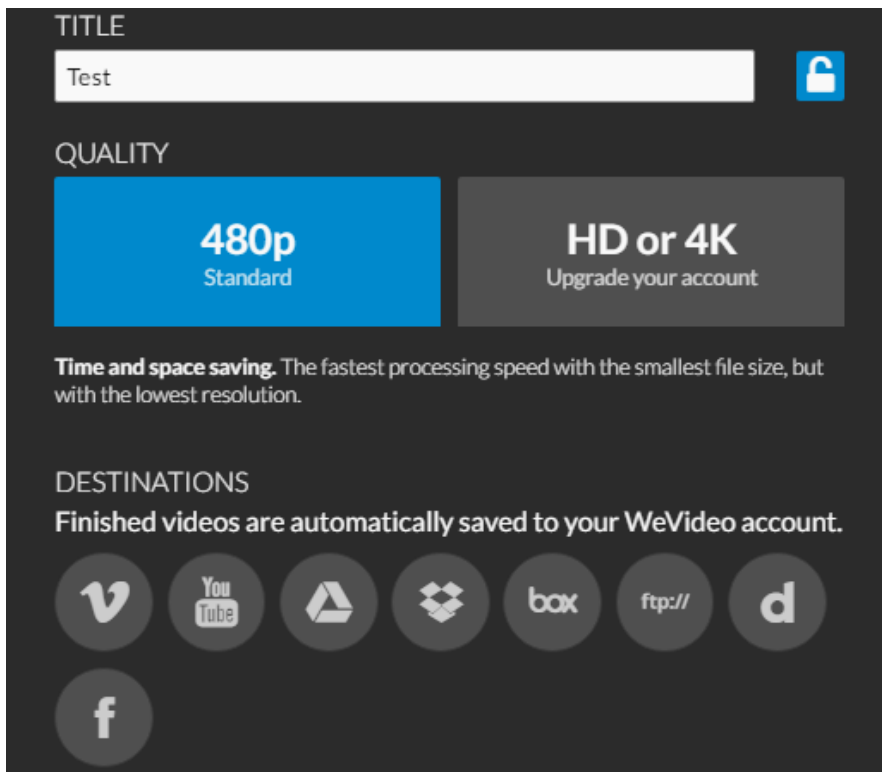 TITLE
Test
QUALITY
480p
Standard
HD or 4K
Upgrade your account
Time and space saving. The fastest processing speed with the smallest file size, but
with the lowest resolution.
DESTINATIONS
Finished videos are automatically saved to your WeVideo account.
You
Tube
box
ftp://
d
f